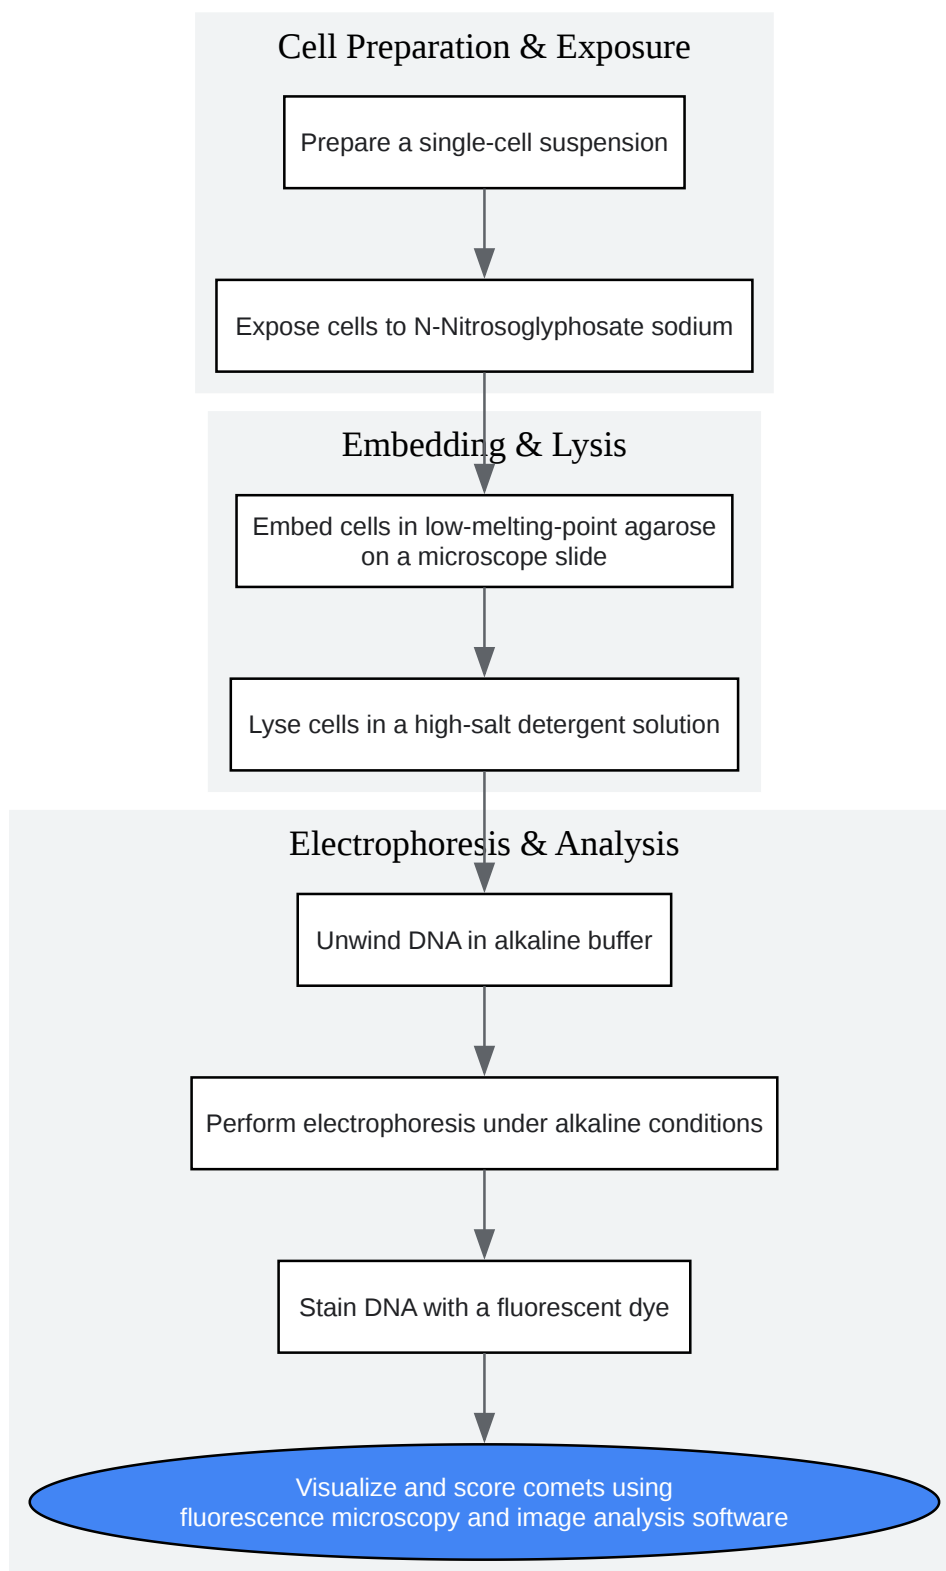 Cell Preparation & Exposure
Prepare a single-cell suspension
Expose cells to N-Nitrosoglyphosate sodium
Embedding & Lysis
Embed cells in low-melting-point agarose
on a microscope slide
Lyse cells in a high-salt detergent solution
Electrophoresis & Analysis
Unwind DNA in alkaline buffer
Perform electrophoresis under alkaline conditions
Stain DNA with a fluorescent dye
Visualize and score comets using
fluorescence microscopy and image analysis software